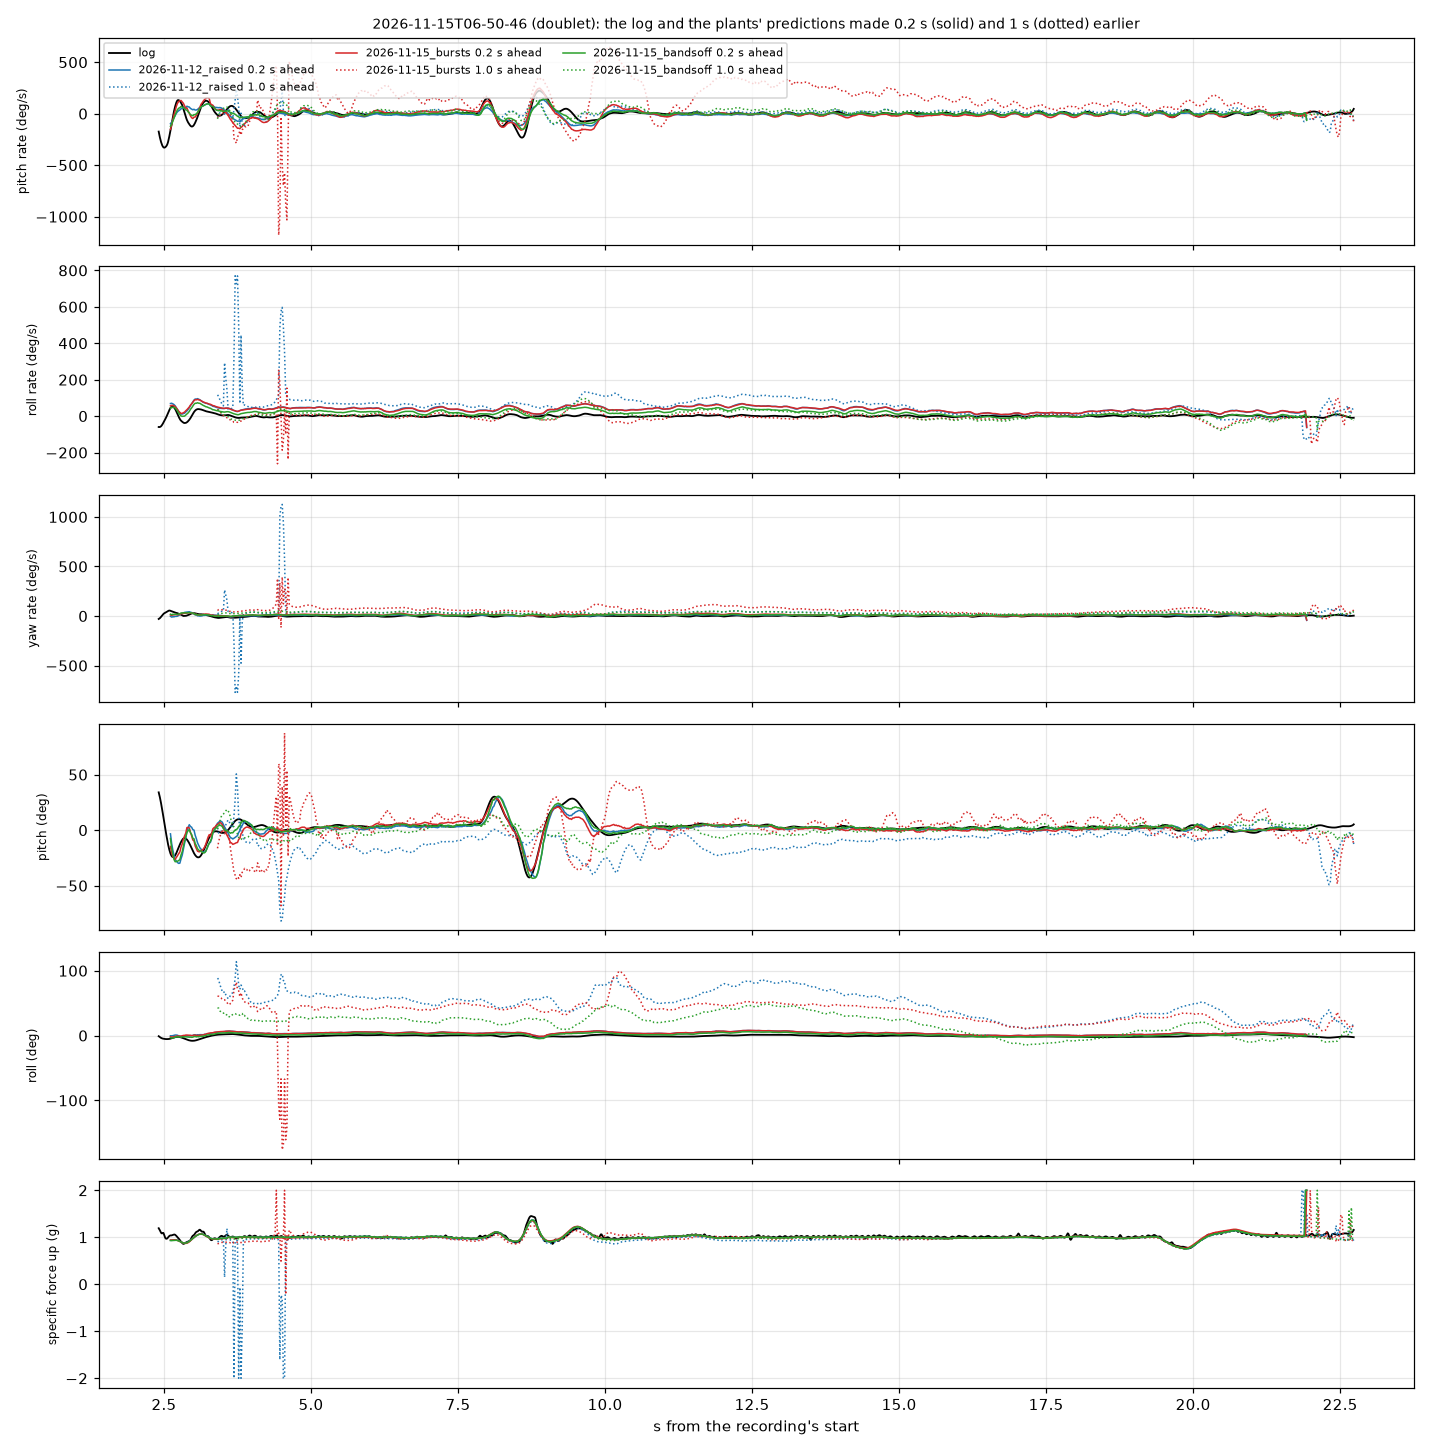 2026-11-15T06-50-46 (doublet): the log and the plants' predictions made 0.2 s (solid) and 1 s (dotted) earlier
log
2026-11-12_raised 0.2 s ahead
2026-11-12_raised 1.0 s ahead
2026-11-15_bursts 0.2 s ahead
2026-11-15_bursts 1.0 s ahead
2026-11-15_bandsoff 0.2 s ahead
2026-11-15_bandsoff 1.0 s ahead
pitch rate (deg/s)
500
0
−500
−1000
roll rate (deg/s)
800
600
400
200
0
−200
yaw rate (deg/s)
1000
500
0
−500
pitch (deg)
50
0
−50
roll (deg)
100
0
−100
specific force up (g)
2
1
0
−1
−2
2.5
5.0
7.5
10.0
12.5
15.0
17.5
20.0
22.5
s from the recording's start